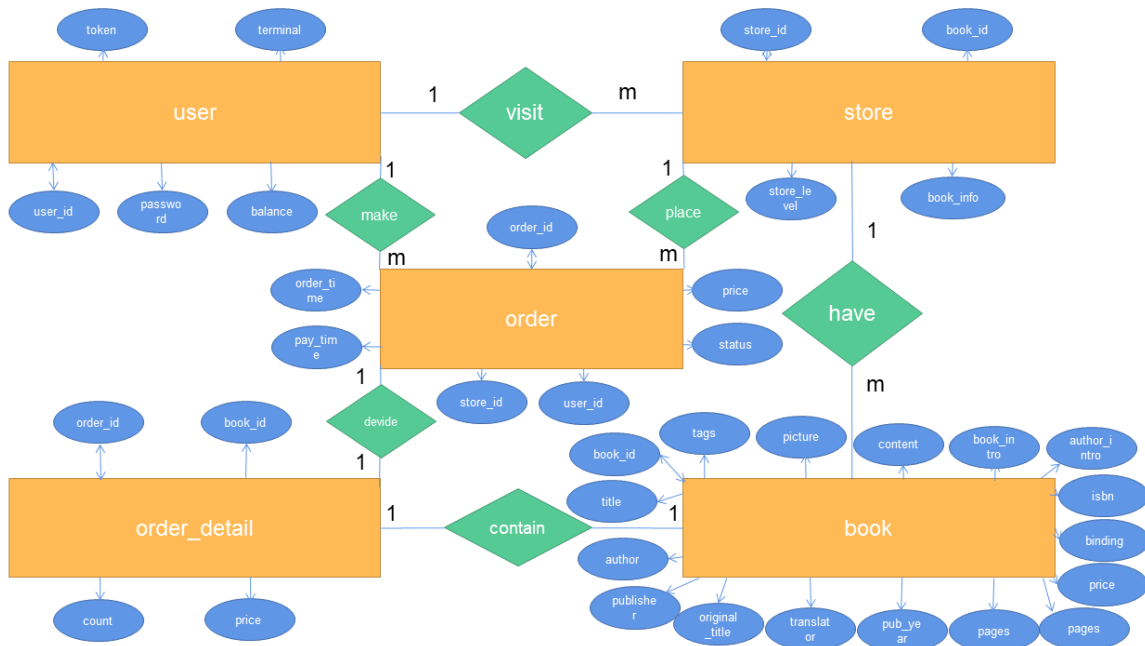 token
terminal
store_id
book_id
user
1
visit
m
store
user_id
passwo
rd
balance
1
make
m
1
place
m
store_le
vel
book_info
order_id
1
have
m
order_ti
me
pay_time
me
order
price
status
store_id
user_id
1
devide
1
order_id
book_id
book_id
tags
picture
content
book_in
tro
author_i
ntro
title
isbn
order_detail
1
contain
1
book
binding
author
price
count
price
publishe
r
original
_title
translat
or
pub_ye
ar
pages
pages